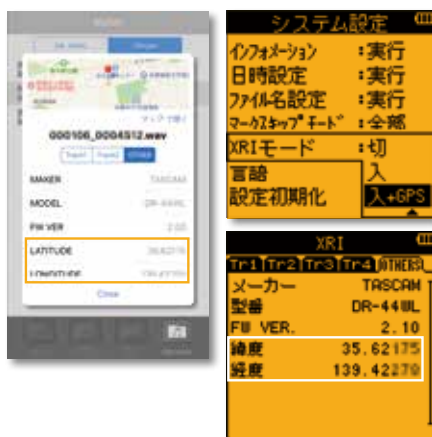 000106_0004512.wav
MAKER
TASCAM
MODEL
DR-44WL
FW VER
LATITUDE
LONGITUDE
Close
システム設定
インフォメーション :実行
日時設定 :実行
ファイル名設定 :実行
マークスキップモード :全部
XRIモード :切
言語 入
設定初期化 入+GPS
XRI
Tr1 Tr2 Tr3 Tr4 OTHERS
メーカー TASCAM
型番 DR-44WL
FW VER. 2.10
緯度 35.62175
経度 139.42270